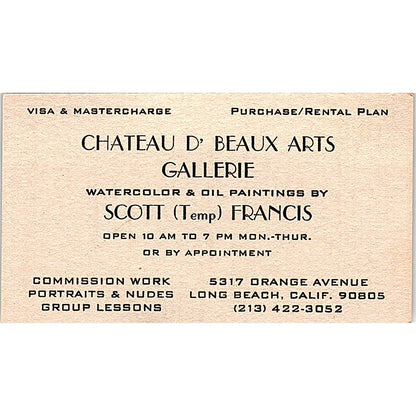 VISA & MASTERCHARGE PURCHASE/RENTAL PLAN
CHATEAU D' BEAUX ARTS
GALLERIE
WATERCOLOR & OIL PAINTINGS BY
SCOTT (Temp) FRANCIS
OPEN 10 AM TO 7 PM MON.-THUR.
OR BY APPOINTMENT
COMMISSION WORK 5317 ORANGE AVENUE
PORTRAITS & NUDES LONG BEACH, CALIF. 90805
GROUP LESSONS (213) 422-3052